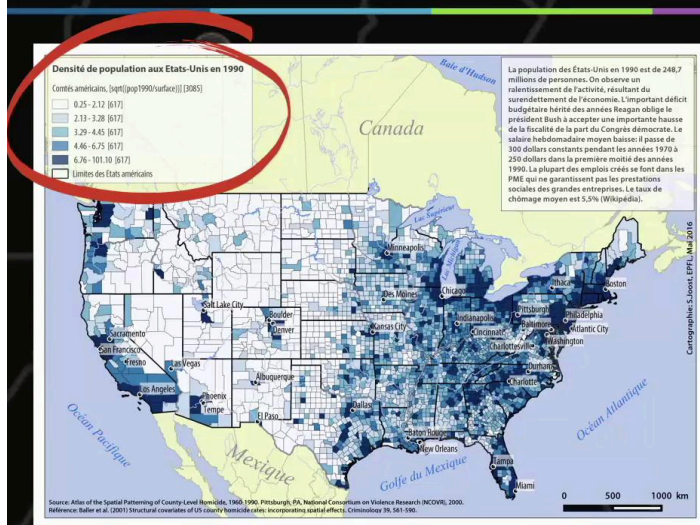 Densité de population aux Etats-Unis en 1990
Comtés américains, [sqrt((pop1990/surface))] [3085]
0.25 - 2.12 [617]
2.13 - 3.28 [617]
3.29 - 4.45 [617]
4.46 - 6.75 [617]
6.76 - 101.10 [617]
Limites des États américains
La population des États-Unis en 1990 est de 248,7
millions de personnes. On observe un
ralentissement de l'activité, résultant du
surendettement de l'économie. L'important déficit
budgétaire hérité des années Reagan oblige le
président Bush à accepter une importante hausse
de la fiscalité de la part du Congrès démocrate. Le
salaire hebdomadaire moyen baisse: il passe de
300 dollars constants pendant les années 1970 à
250 dollars dans la première moitié des années
1990. La plupart des emplois créés se font dans les
PME qui ne garantissent pas les prestations
sociales des grandes entreprises. Le taux de
chômage moyen est 5,5% (Wikipédia).
Baie d'Hudson
Canada
Lac Supérieur
Minneapolis
Ithaca
Boston
Des Moines
Chicago
Salt Lake City
Pittsburgh
Philadelphia
Boulder
Indianapolis
Baltimore
Atlantic City
Denver
Kansas City
Cincinnati
Washington
Sacramento
Charlottesville
San Francisco
Fresno
Las Vegas
Durham
Albuquerque
Charlotte
Los Angeles
Phoenix
Tempe
Dallas
El Paso
Baton Rouge
New Orleans
Tampa
Miami
Océan Pacifique
Mexique
Golfe du Mexique
Océan Atlantique
Cartographie: S.Joost, EPFL, Mai 2016
0 500 1000 km
Source: Atlas of the Spatial Patterning of County-Level Homicide, 1960-1990. Pittsburgh, PA, National Consortium on Violence Research (NCOVR), 2000.
Référence: Baller et al. (2001) Structural covariates of US county homicide rates: incorporating spatial effects. Criminology 39, 561-590.